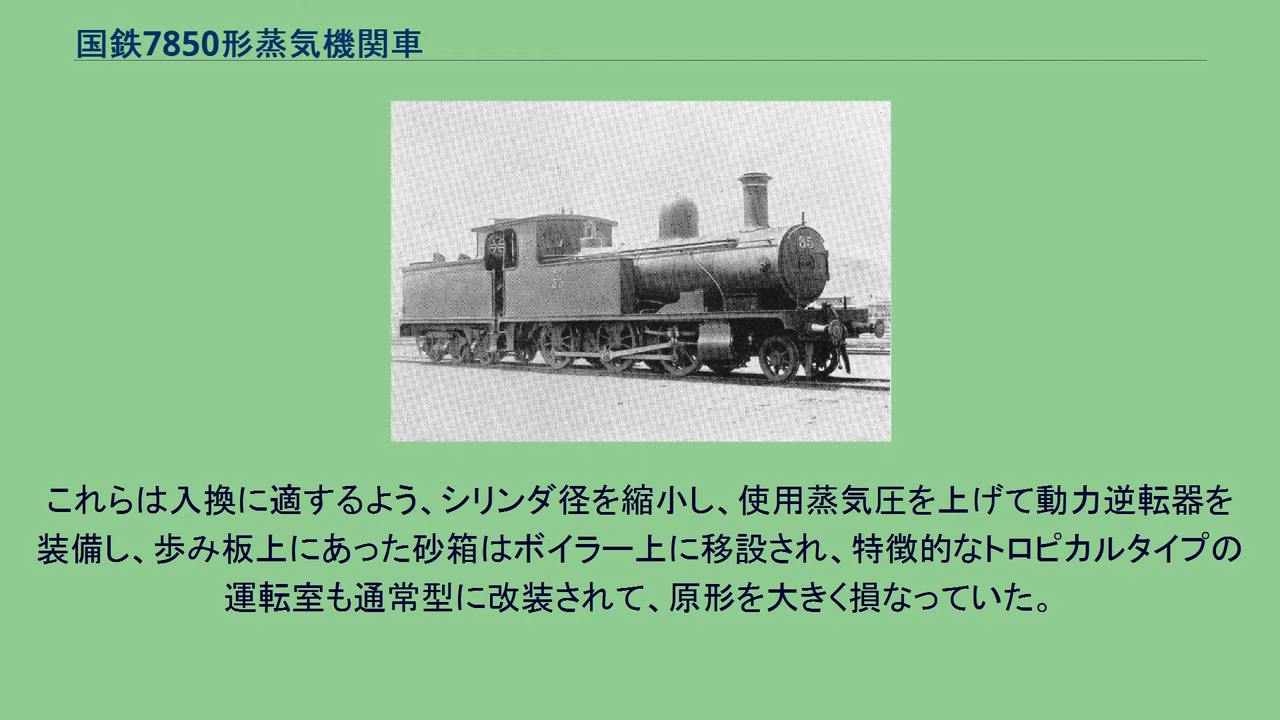 国鉄7850形蒸気機関車
35
これらは入換に適するよう、シリンダ径を縮小し、使用蒸気圧を上げて動力逆転器を
装備し、歩み板上にあった砂箱はボイラー上に移設され、特徴的なトロピカルタイプの
運転室も通常型に改装されて、原形を大きく損なっていた。